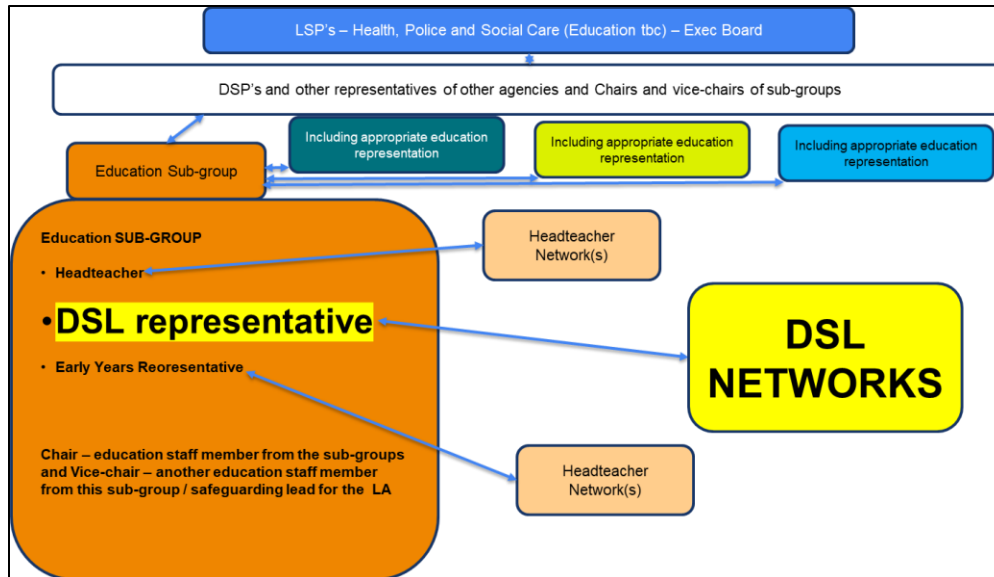 LSP's – Health, Police and Social Care (Education tbc) – Exec Board
DSP's and other representatives of other agencies and Chairs and vice-chairs of sub-groups
Education Sub-group
Including appropriate education
representation
Including appropriate education
representation
Including appropriate education
representation
Education SUB-GROUP
• Headteacher
•DSL representative
• Early Years Reoresentative
Chair – education staff member from the sub-groups
and Vice-chair – another education staff member
from this sub-group / safeguarding lead for the LA
Headteacher
Network(s)
DSL
NETWORKS
Headteacher
Network(s)